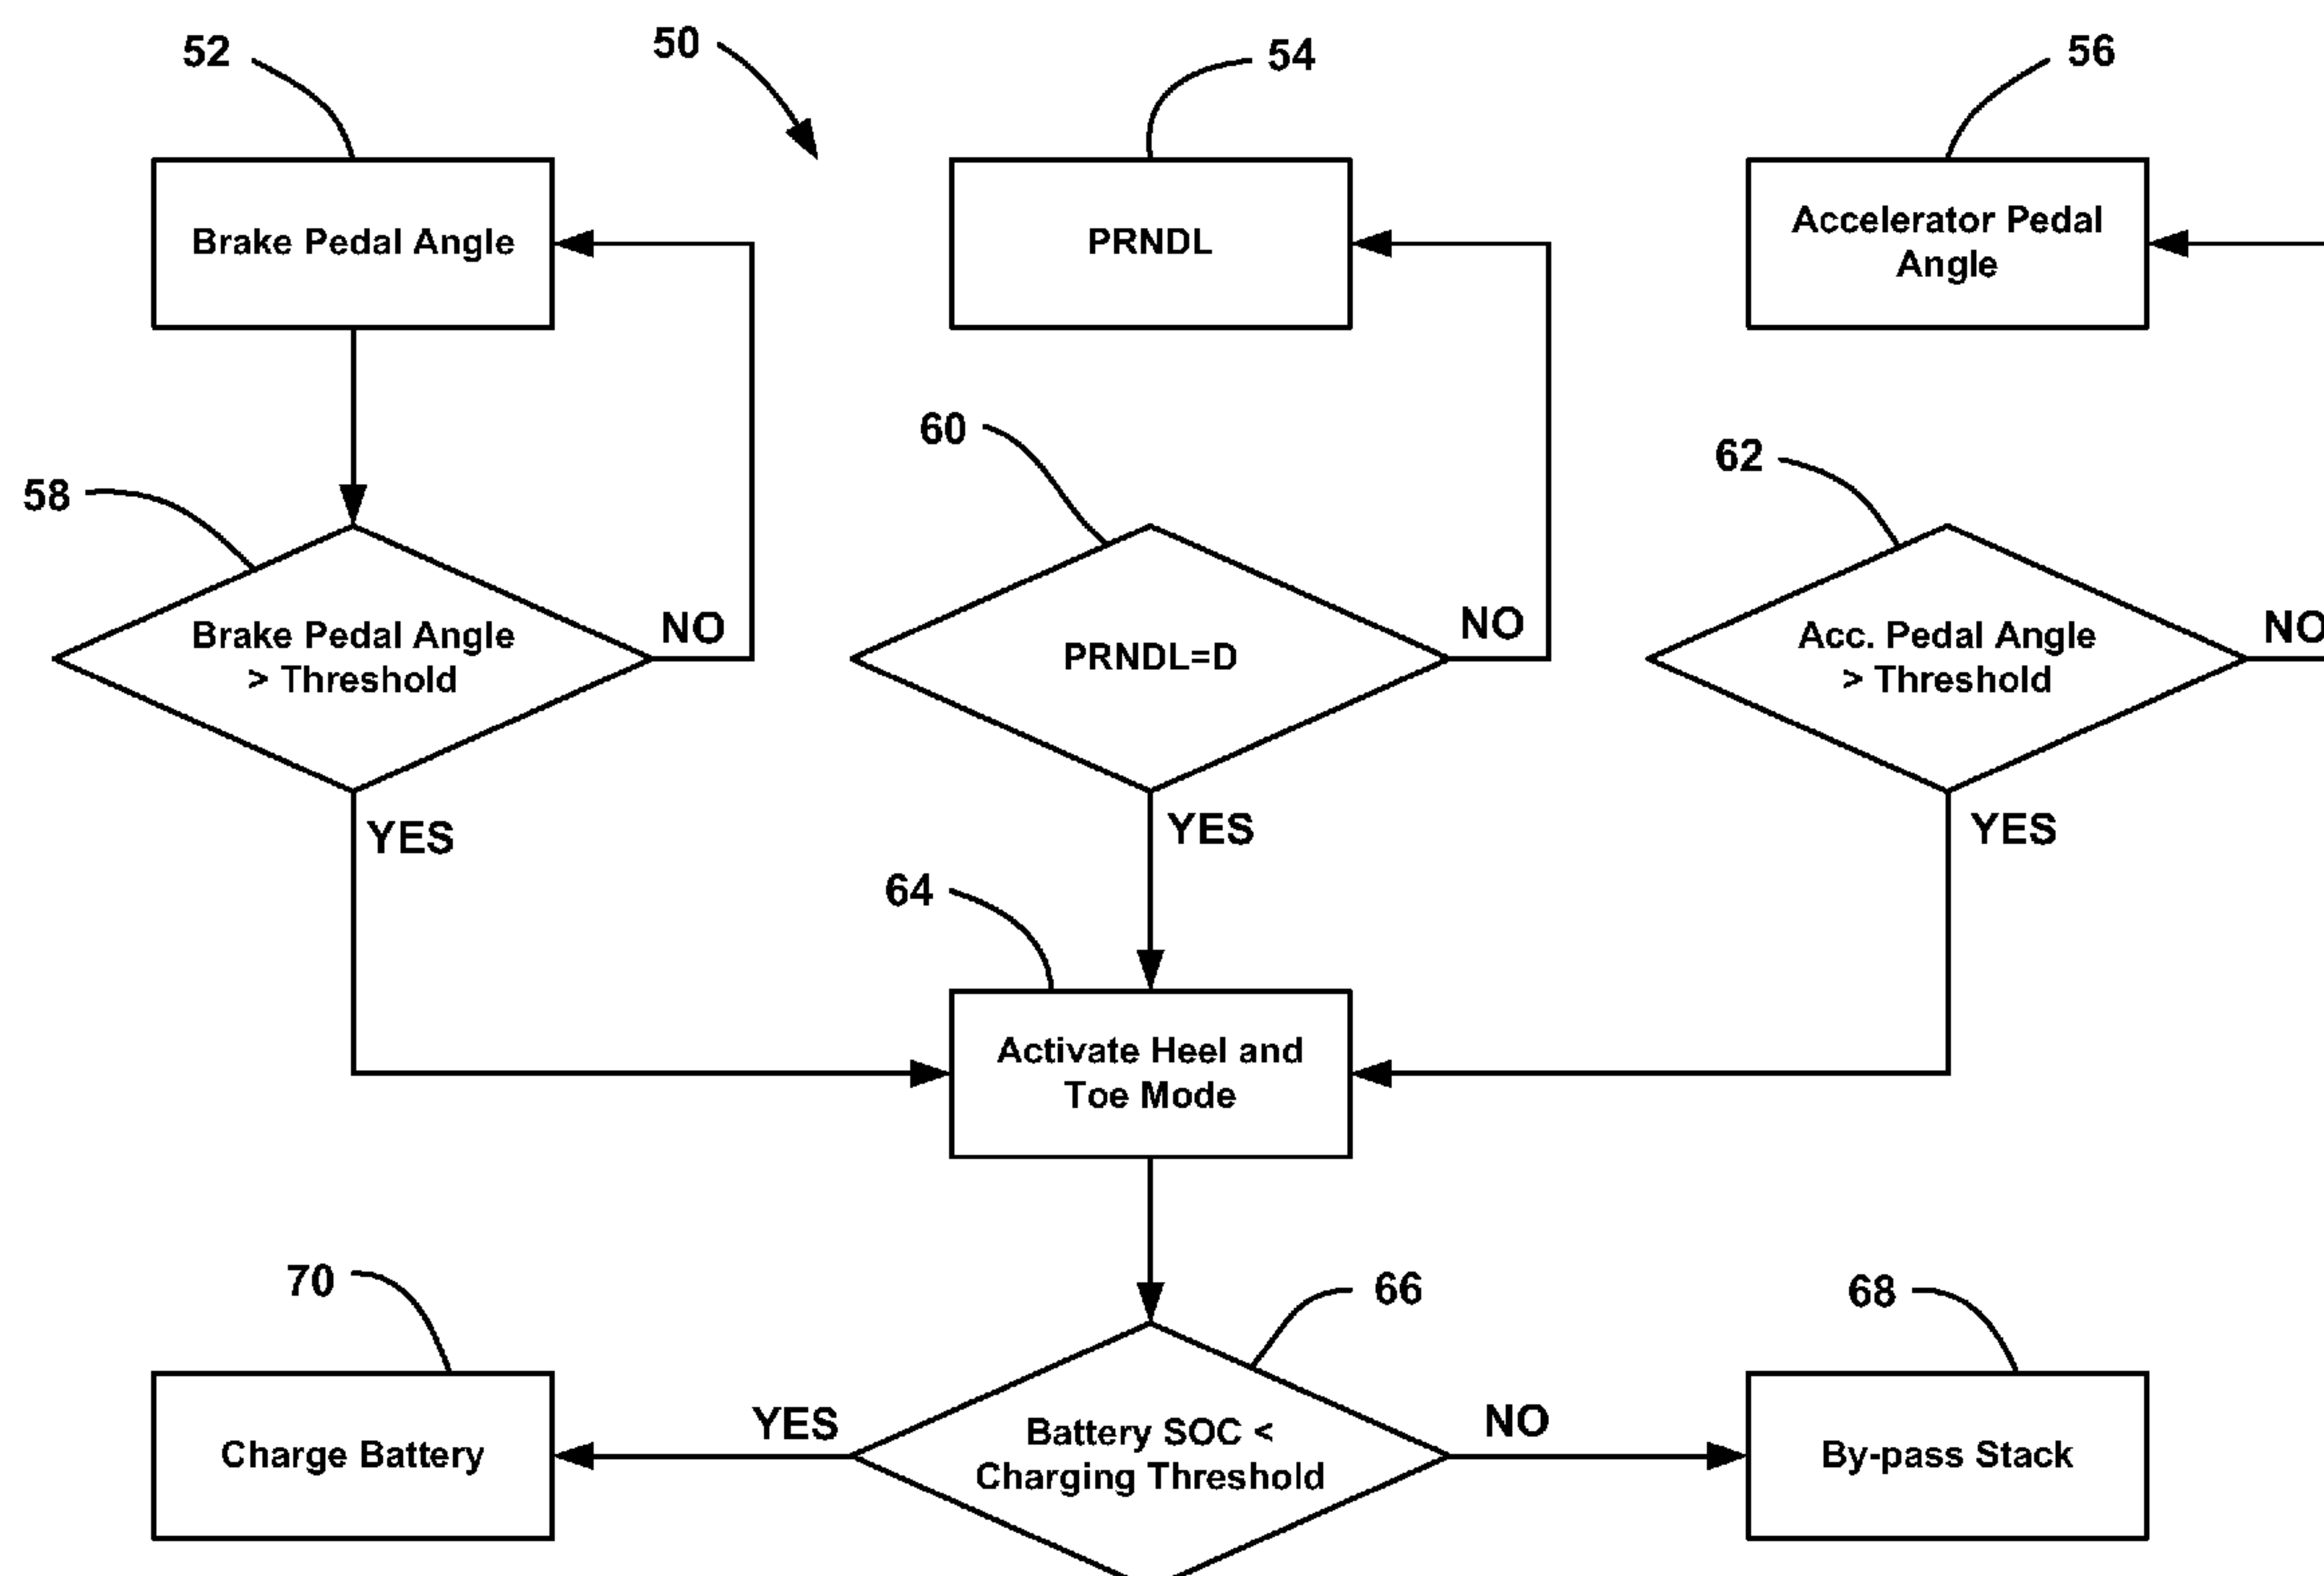 52
50
54
56
Brake Pedal Angle
PRNDL
Accelerator Pedal
Angle
58
60
62
Brake Pedal Angle
> Threshold
NO
PRNDL=D
NO
Acc. Pedal Angle
> Threshold
NO
YES
YES
YES
64
Activate Heel and
Toe Mode
70
66
68
Charge Battery
YES
Battery SOC <
Charging Threshold
NO
By-pass Stack